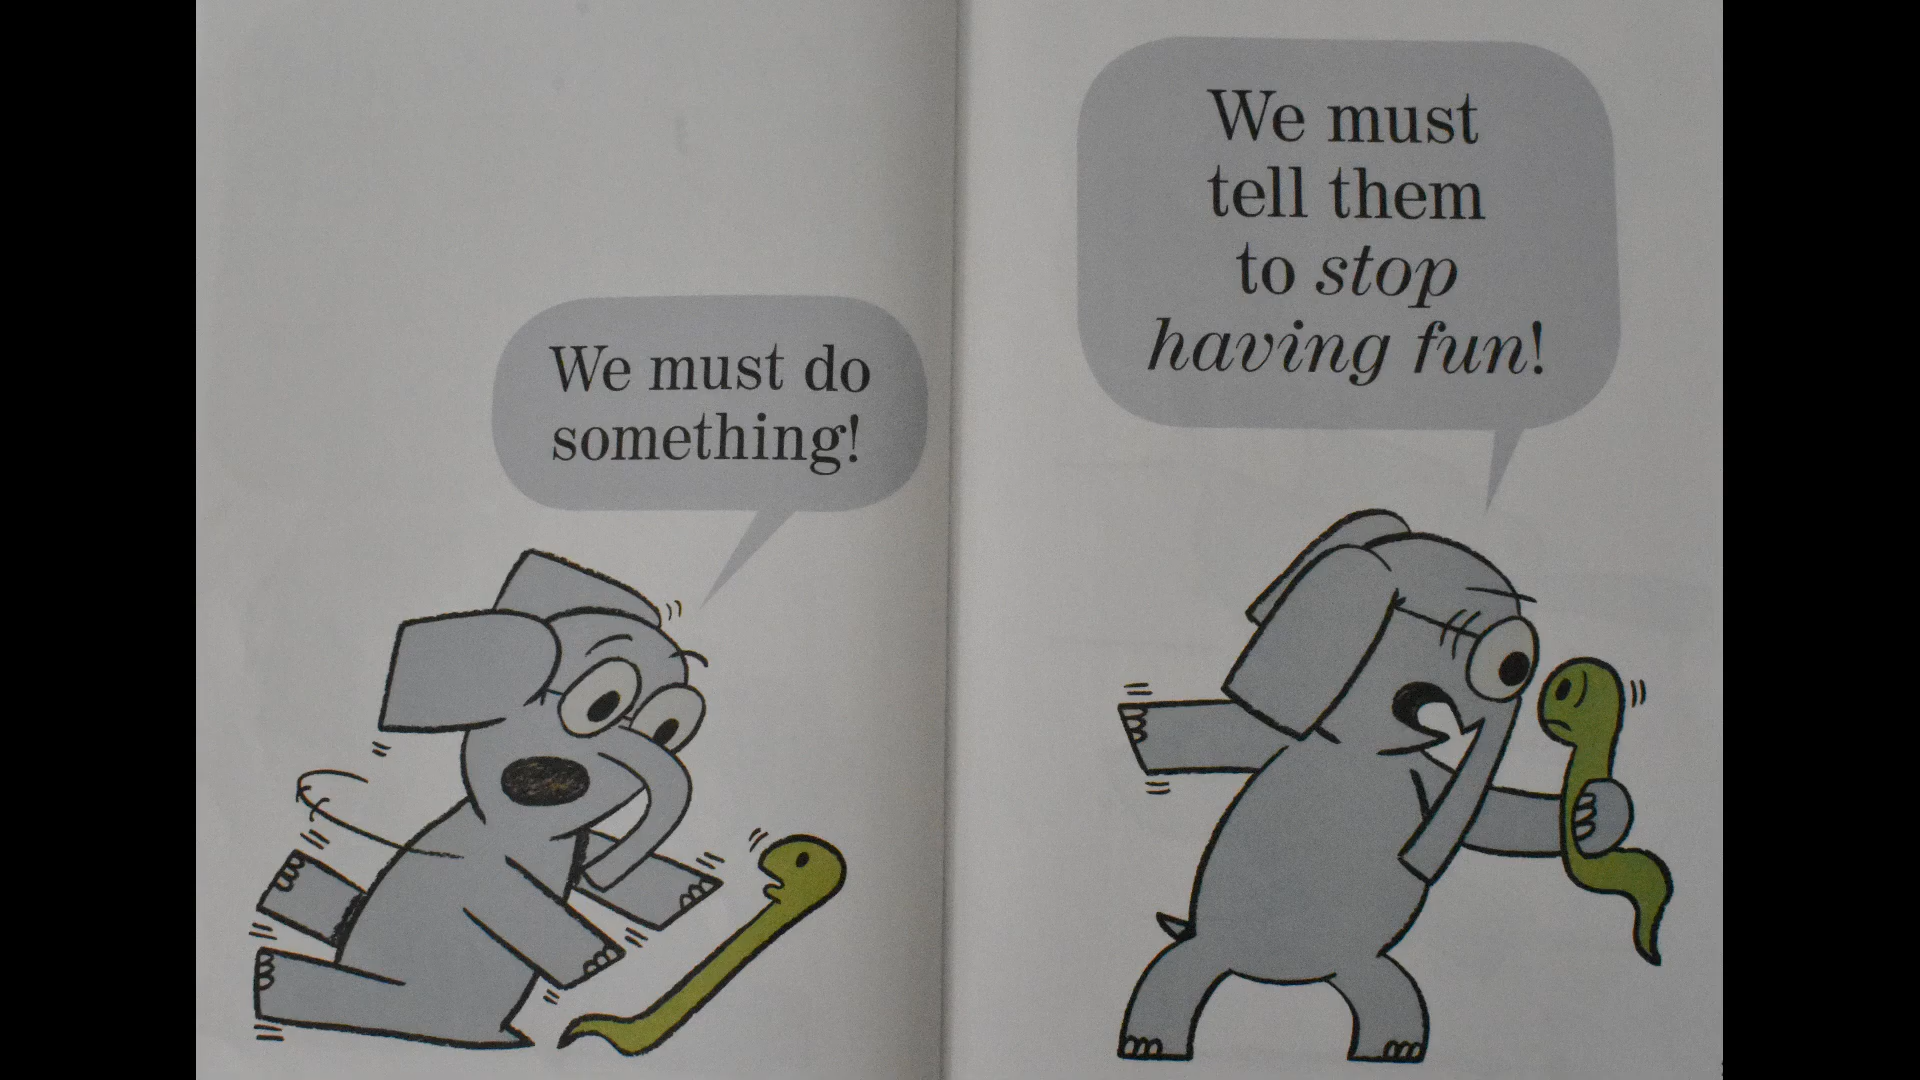 We must do
something!
We must
tell them
to stop
having fun!